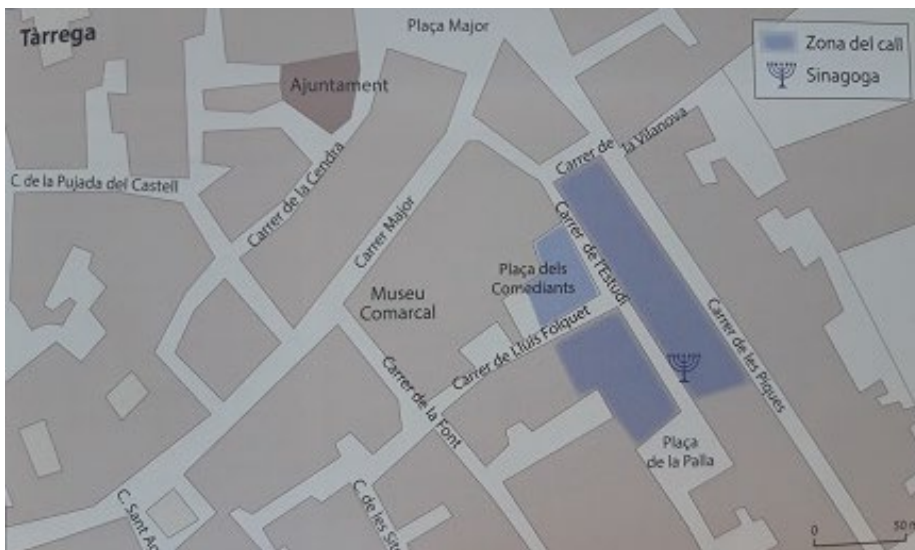 Tàrrega
Plaça Major
Zona del call
Sinagoga
Ajuntament
Carrer de la Vilanova
C. de la Pujada del Castell
Carrer de la Cendra
Carrer Major
Carrer de l'Estudi
Plaça dels
Comediants
Museu
Comarcal
Carrer de Lluís Folquet
Carrer de les Piques
Carrer de la Font
Plaça
de la Palla
C. Sant
C. de les
0 50 m